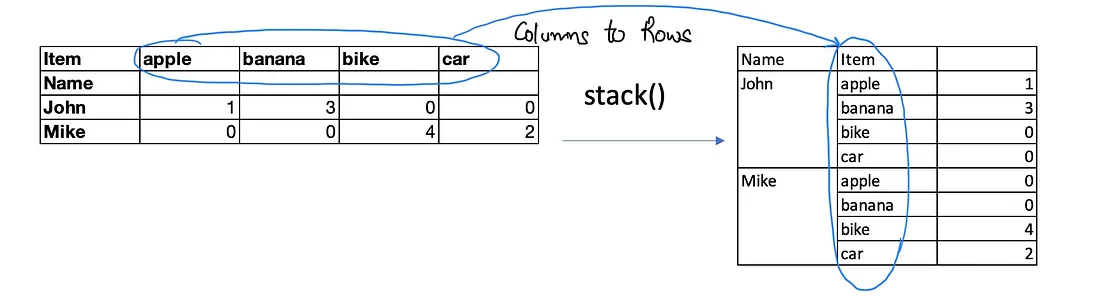 Columns to Rows
Item apple banana bike car
Name
John 1 3 0 0
Mike 0 0 4 2
stack()
Name Item
John apple 1
banana 3
bike 0
car 0
Mike apple 0
banana 0
bike 4
car 2